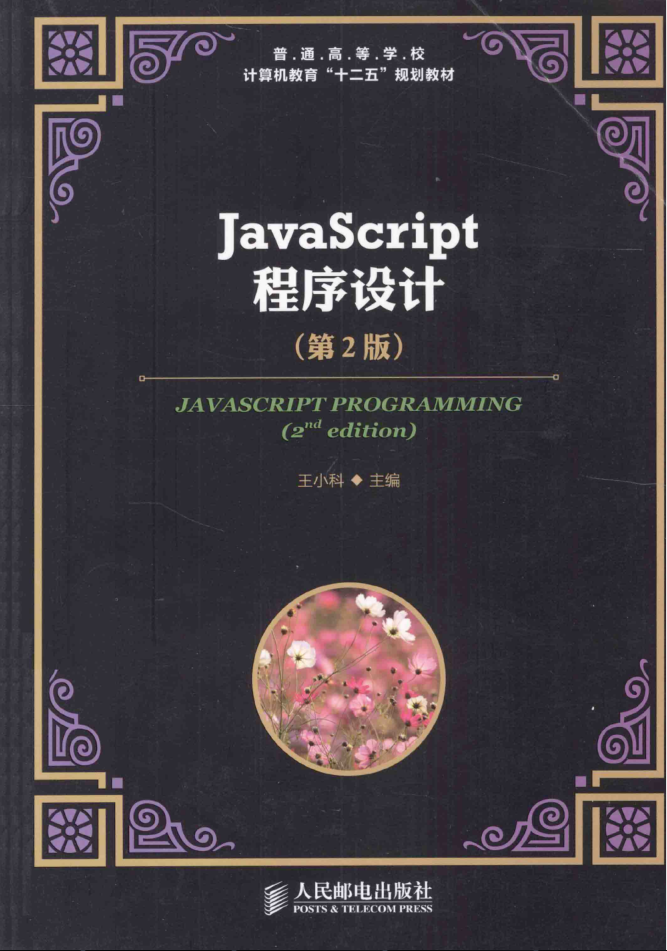 普.通.高.等.学.校
计算机教育“十二五”规划教材
JavaScript
程序设计
（第2版）
JAVASCRIPT PROGRAMMING
(2nd edition)
王小科◆主编
人民邮电出版社
POSTS & TELECOM PRESS